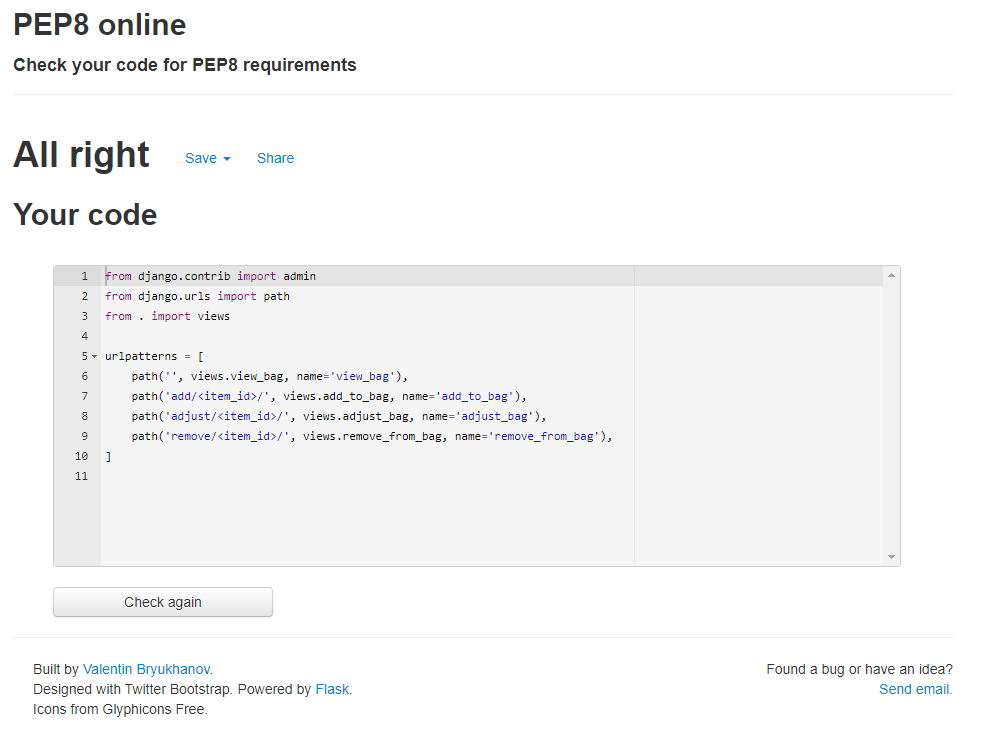 PEP8 online
Check your code for PEP8 requirements
All right Save Share
Your code
1 from django.contrib import admin
2 from django.urls import path
3 from . import views
4
5 urlpatterns = [
6     path('', views.view_bag, name='view_bag'),
7     path('add/<item_id>/', views.add_to_bag, name='add_to_bag'),
8     path('adjust/<item_id>/', views.adjust_bag, name='adjust_bag'),
9     path('remove/<item_id>/', views.remove_from_bag, name='remove_from_bag'),
10 ]
11
Check again
Built by Valentin Bryukhanov. Found a bug or have an idea?
Designed with Twitter Bootstrap. Powered by Flask. Send email.
Icons from Glyphicons Free.